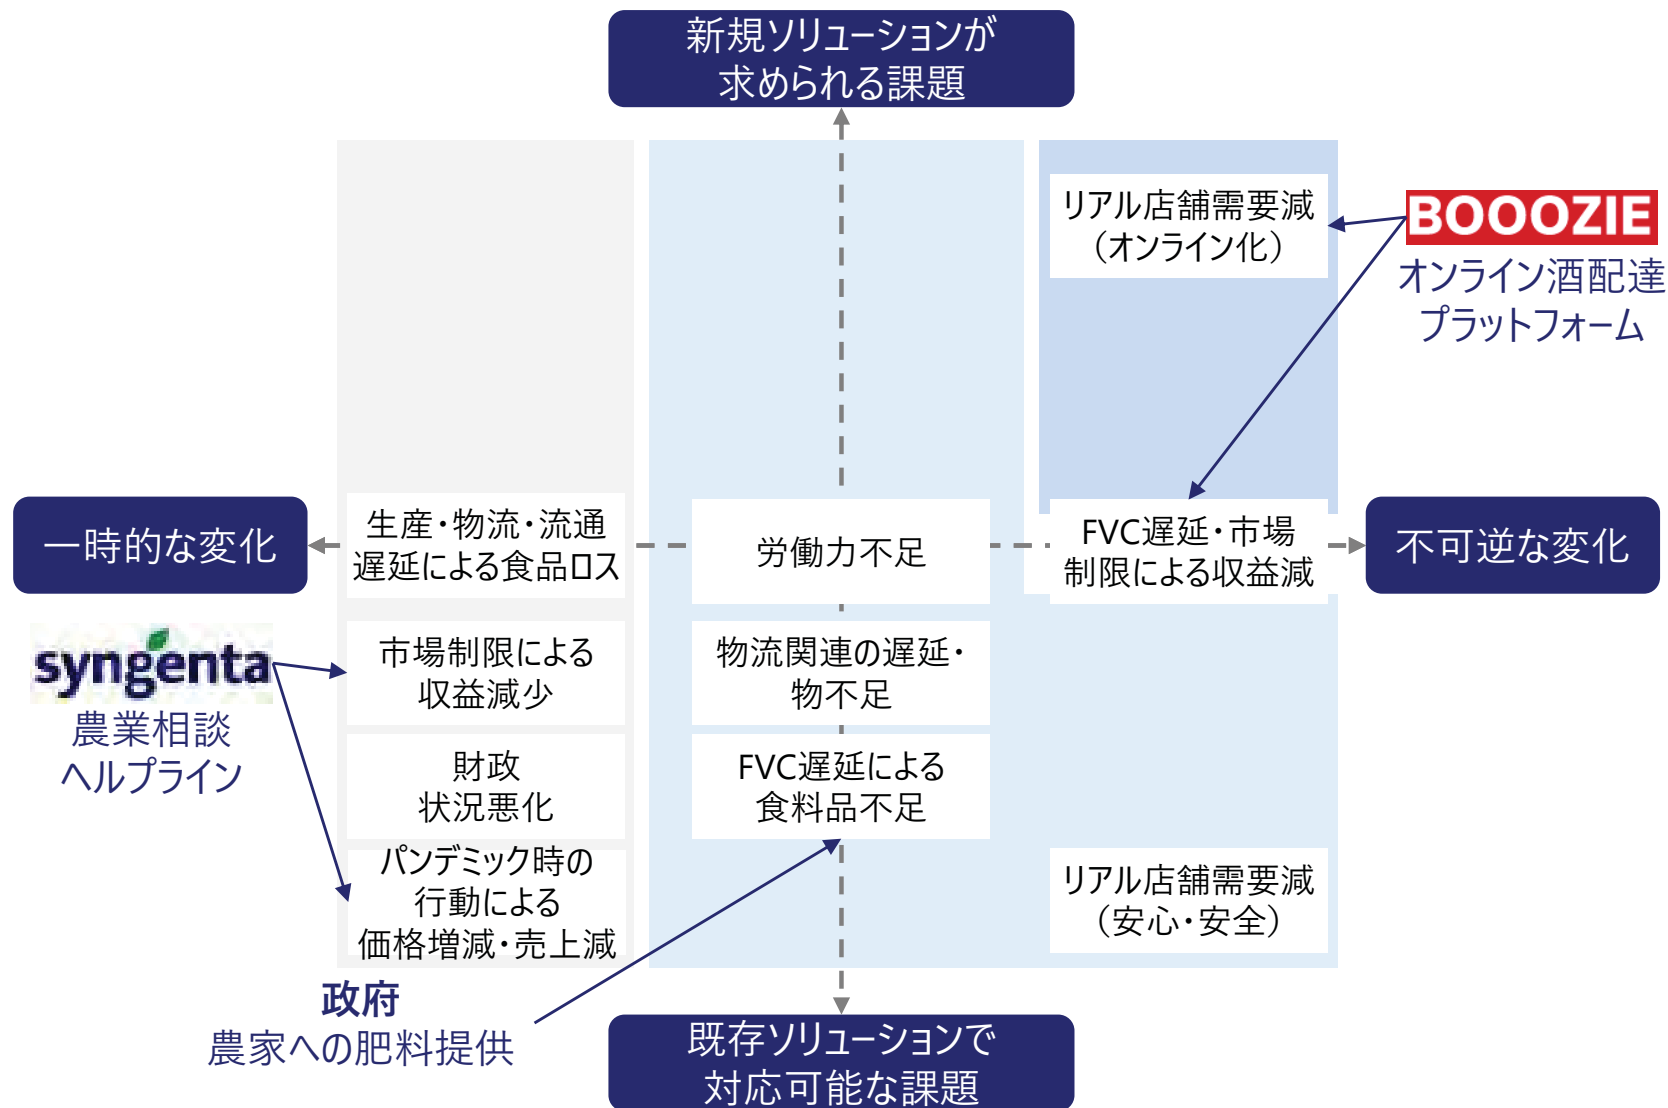 新規ソリューションが
求められる課題
リアル店舗需要減
（オンライン化）
BOOOZIE
オンライン酒配達
プラットフォーム
一時的な変化
生産・物流・流通
遅延による食品ロス
労働力不足
FVC遅延・市場
制限による収益減
不可逆な変化
syngenta
農業相談
ヘルプライン
市場制限による
収益減少
物流関連の遅延・
物不足
財政
状況悪化
FVC遅延による
食料品不足
パンデミック時の
行動による
価格増減・売上減
リアル店舗需要減
（安心・安全）
政府
農家への肥料提供
既存ソリューションで
対応可能な課題